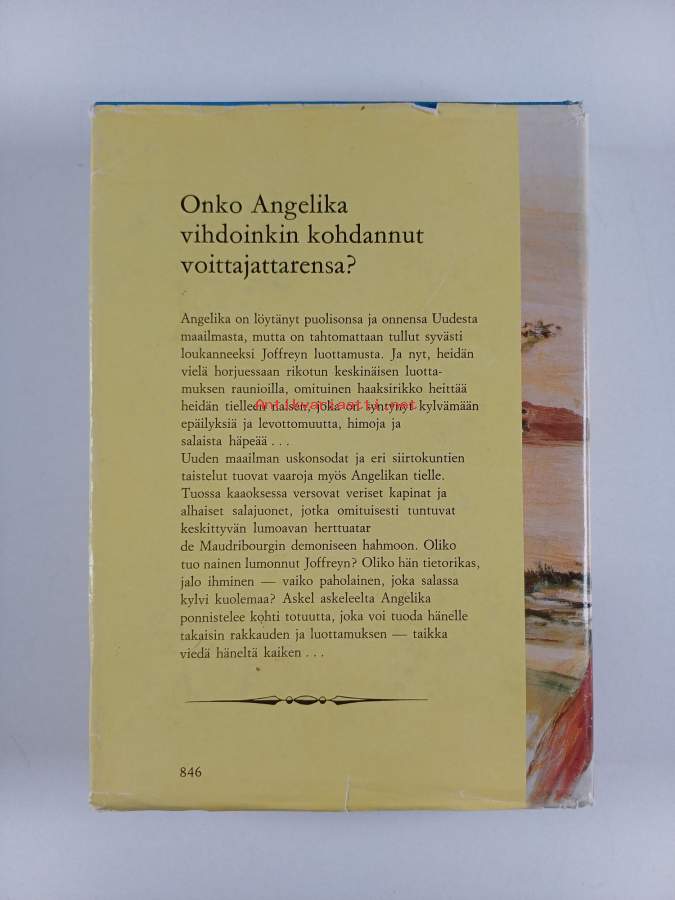 Onko Angelika
vihdoinkin kohdannut
voittajattarensa?
Angelika on löytänyt puolisonsa ja onnensa Uudesta
maailmasta, mutta on tahtomattaan tullut syvästi
loukanneeksi Joffreyn luottamusta. Ja nyt, heidän
vielä horjuessaan rikotun keskinäisen luotta-
muksen raunioilla, omituinen haaksirikko heittää
heidän tielleen naisen, joka on syntynyt kylvämään
Antikvariaatti.net
epäilyksiä ja levottomuutta, himoja ja
salaista häpeää . . .
Uuden maailman uskonsodat ja eri siirtokuntien
taistelut tuovat vaaroja myös Angelikan tielle.
Tuossa kaaoksessa versovat veriset kapinat ja
alhaiset salajuonet, jotka omituisesti tuntuvat
keskittyvän lumoavan herttuatar
de Maudribourgin demoniseen hahmoon. Oliko
tuo nainen lumonnut Joffreyn? Oliko hän tietorikas,
jalo ihminen — vaiko paholainen, joka salassa
kylvi kuolemaa? Askel askeleelta Angelika
ponnistelee kohti totuutta, joka voi tuoda hänelle
takaisin rakkauden ja luottamuksen — taikka
viedä häneltä kaiken . . .
846